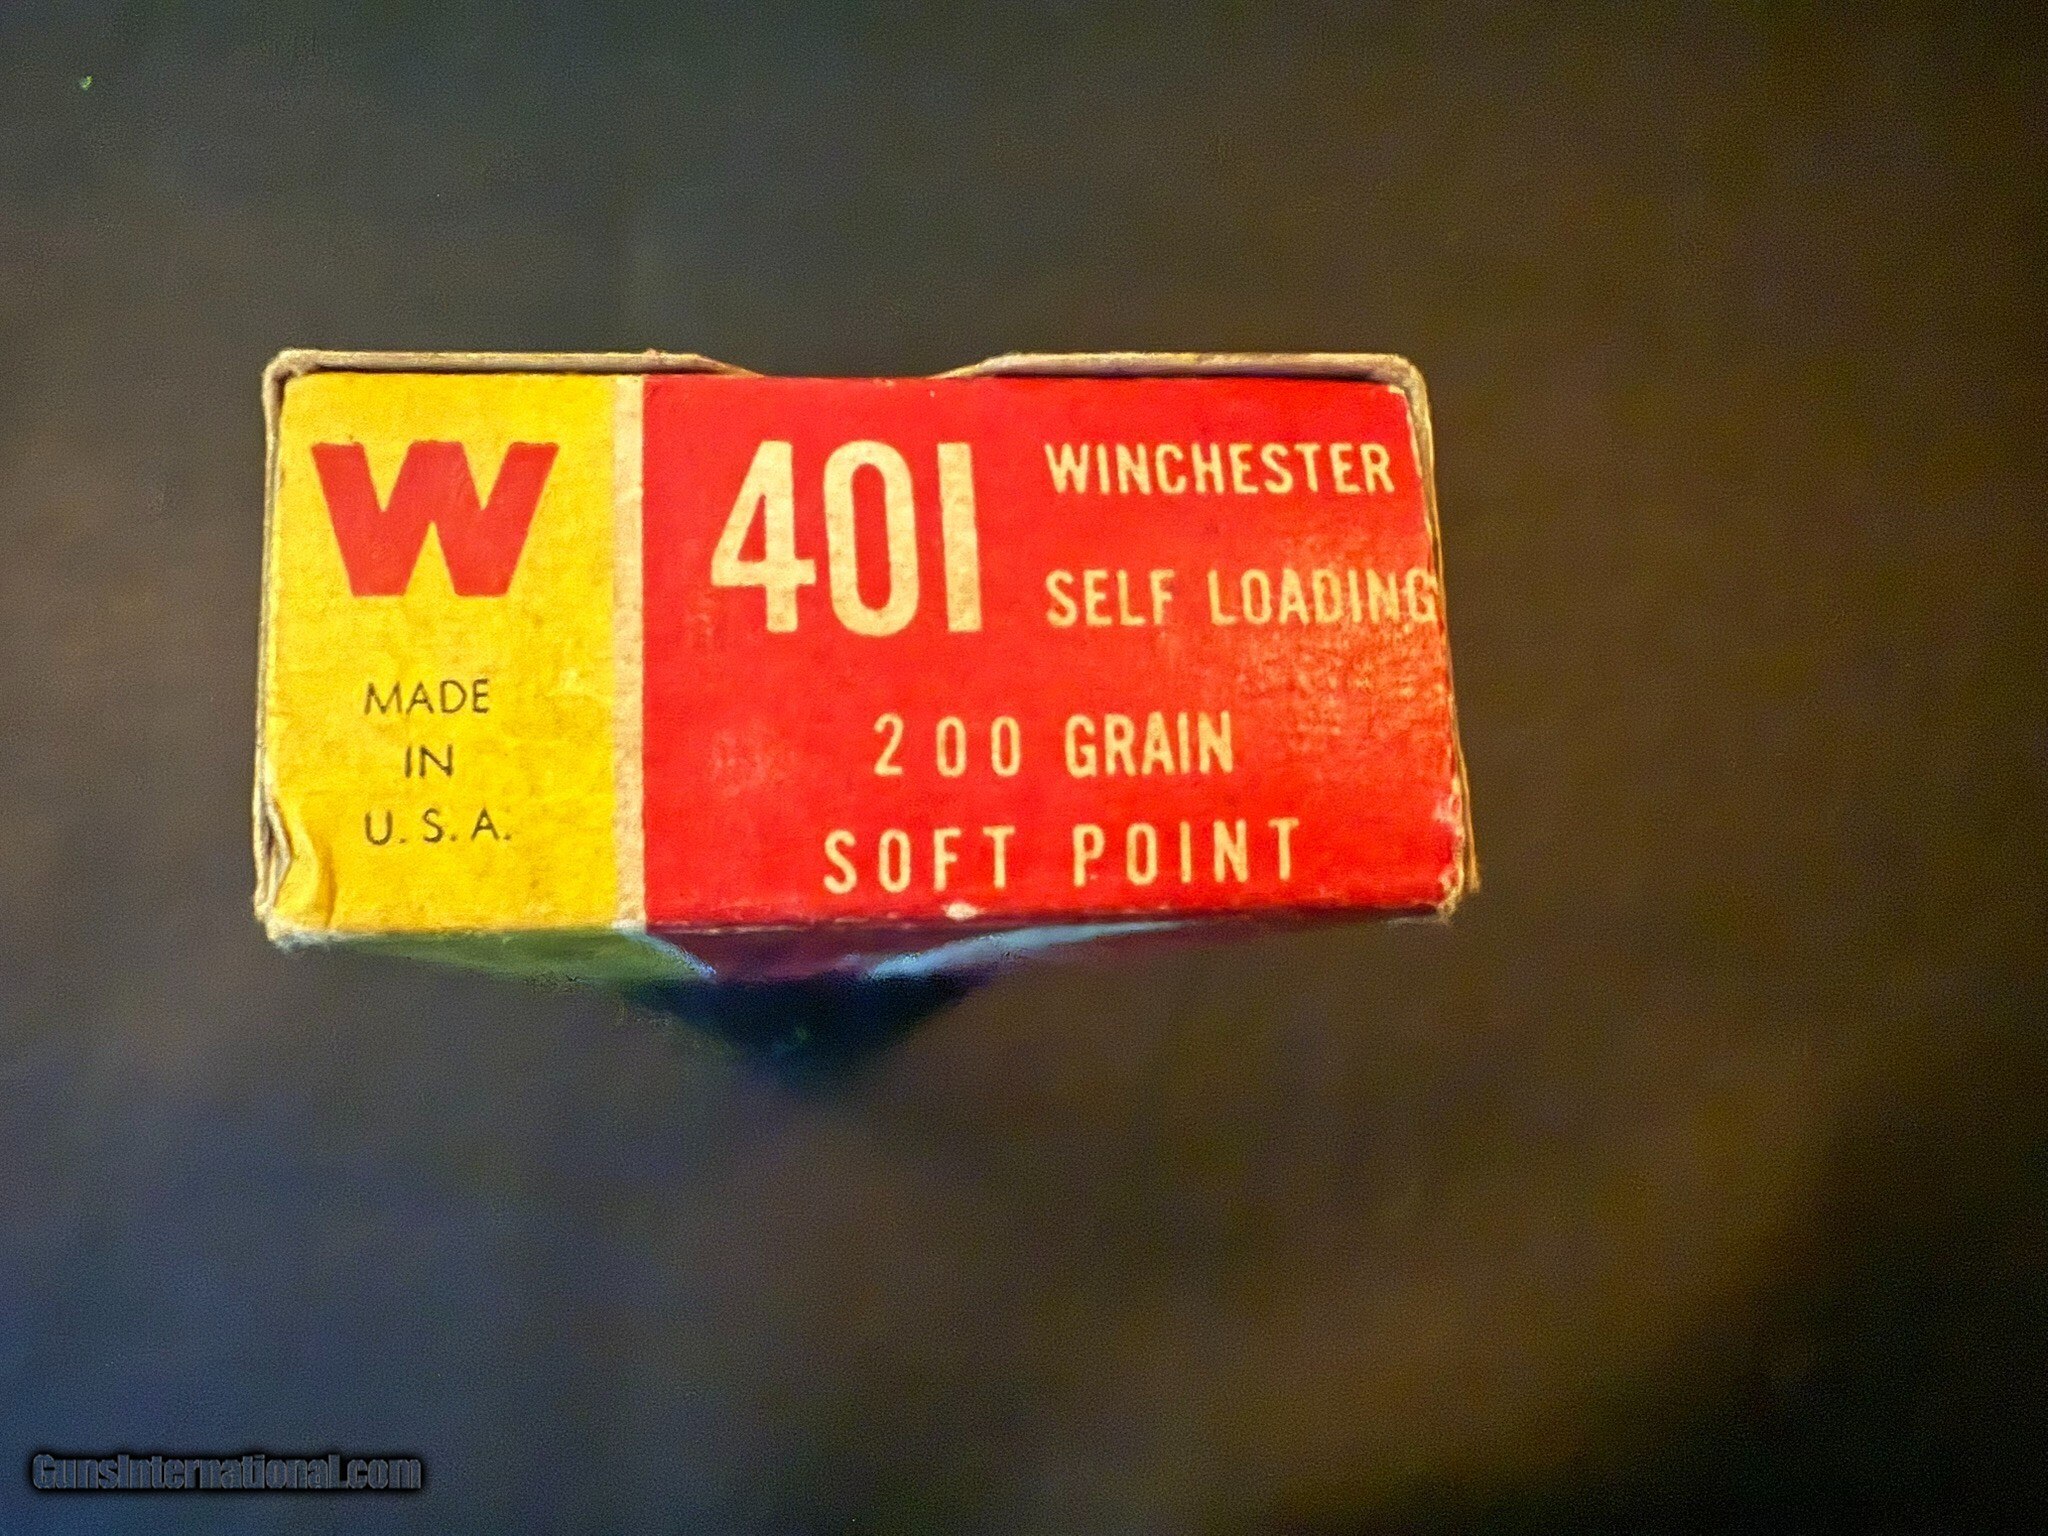 W
MADE
IN
U.S.A.
401 WINCHESTER
SELF LOADING
200 GRAIN
SOFT POINT
GunsInternational.com